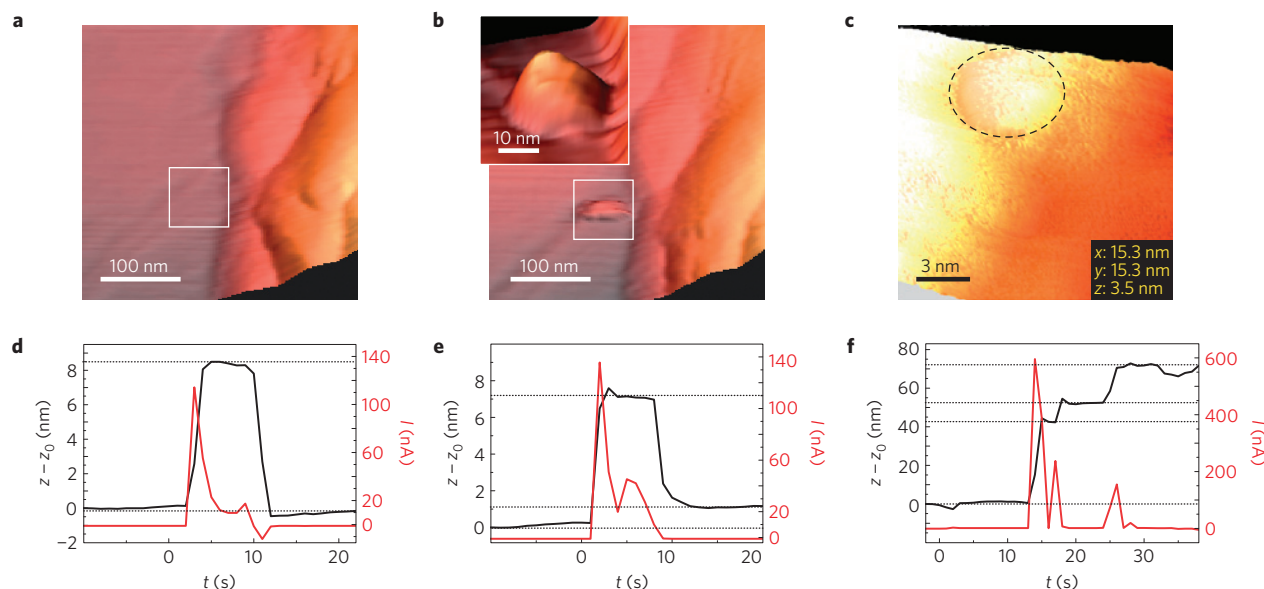 a
b
c
100 nm
10 nm
100 nm
3 nm
x: 15.3 nm
y: 15.3 nm
z: 3.5 nm
d
z – z0 (nm)
8
6
4
2
0
−2
140
100
60
20
0
I (nA)
0
10
20
t (s)
e
z – z0 (nm)
8
6
4
2
0
140
100
60
20
0
I (nA)
0
10
20
t (s)
f
z – z0 (nm)
80
60
40
20
0
−20
600
400
200
0
I (nA)
0
10
20
30
t (s)